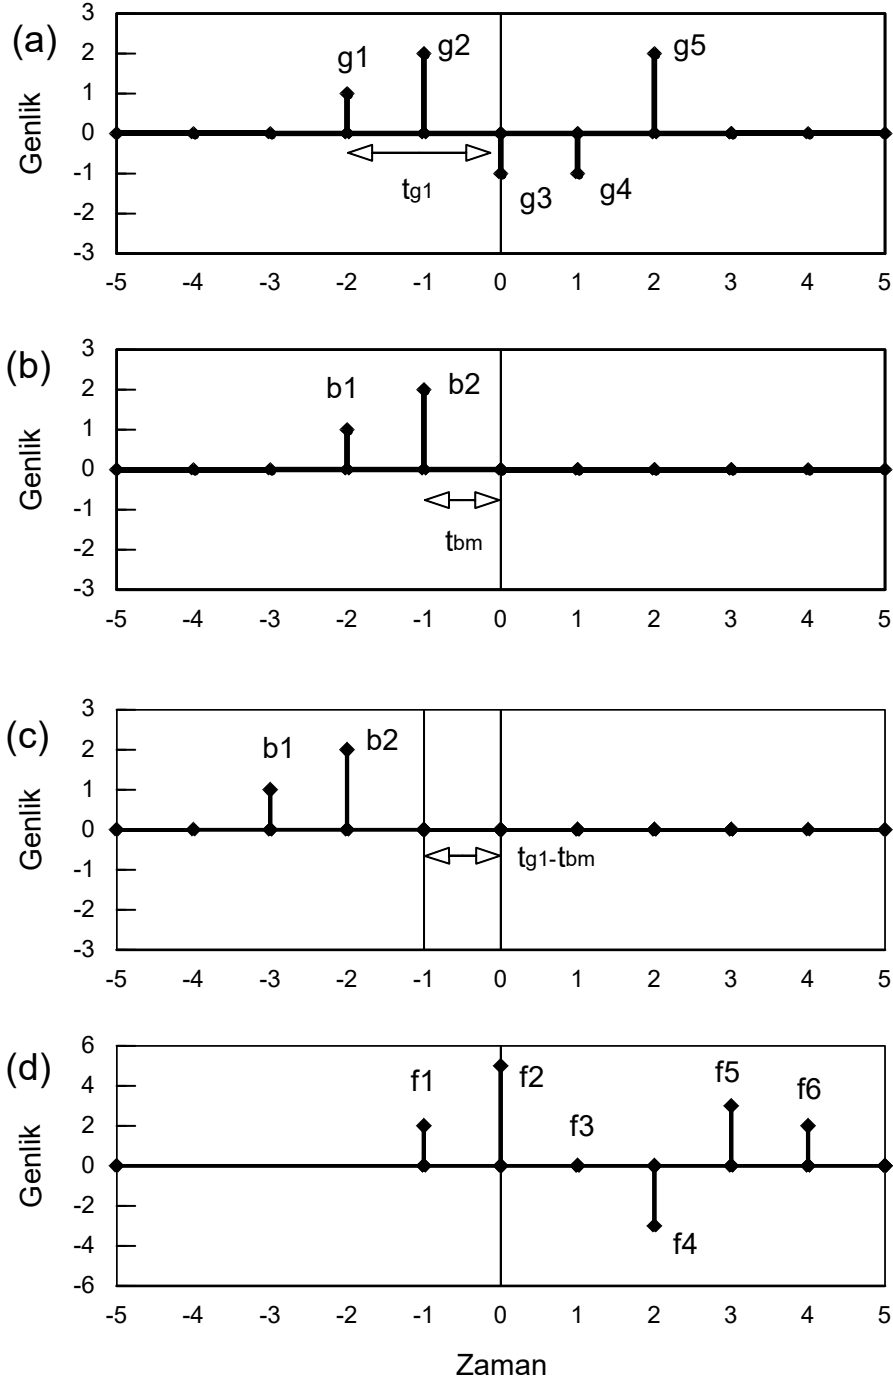 (a)
Genlik
3
2
1
0
-1
-2
-3
g1
g2
g5
tg1
g3
g4
-5 -4 -3 -2 -1 0 1 2 3 4 5
(b)
Genlik
3
2
1
0
-1
-2
-3
b1
b2
tbm
-5 -4 -3 -2 -1 0 1 2 3 4 5
(c)
Genlik
3
2
1
0
-1
-2
-3
b1
b2
tg1-tbm
-5 -4 -3 -2 -1 0 1 2 3 4 5
(d)
Genlik
6
4
2
0
-2
-4
-6
f1
f2
f3
f4
f5
f6
-5 -4 -3 -2 -1 0 1 2 3 4 5
Zaman